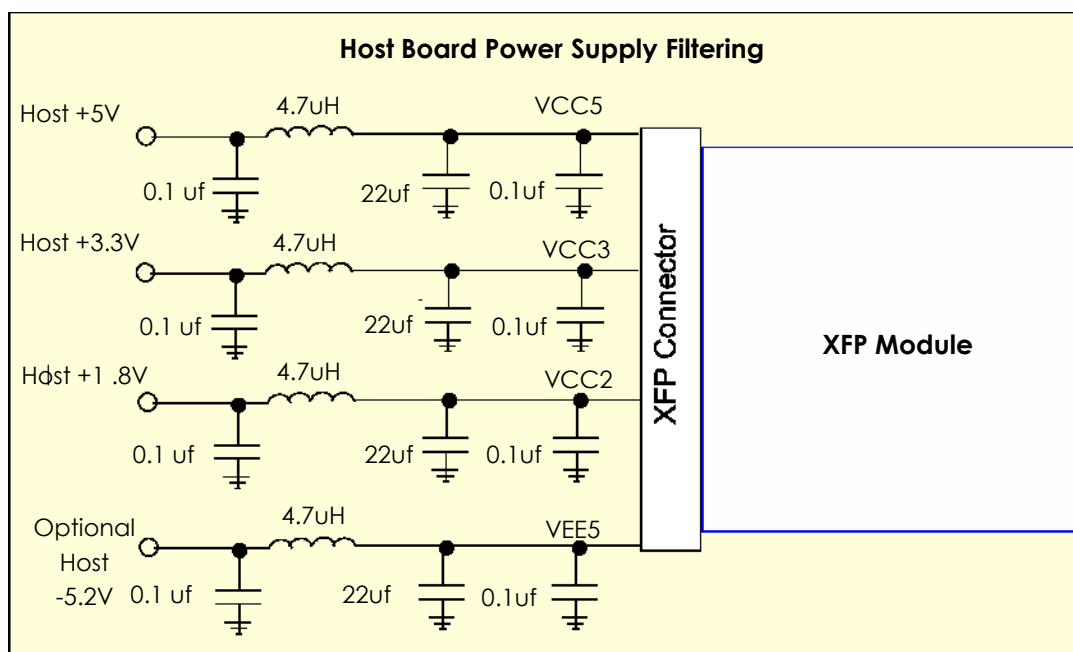 Host Board Power Supply Filtering
Host +5V
4.7uH
VCC5
0.1 uf
22uf
0.1uf
Host +3.3V
4.7uH
VCC3
0.1 uf
22uf
0.1uf
Host +1 .8V
4.7uH
VCC2
0.1 uf
22uf
0.1uf
Optional
Host
-5.2V
4.7uH
VEE5
0.1 uf
22uf
0.1uf
XFP Connector
XFP Module